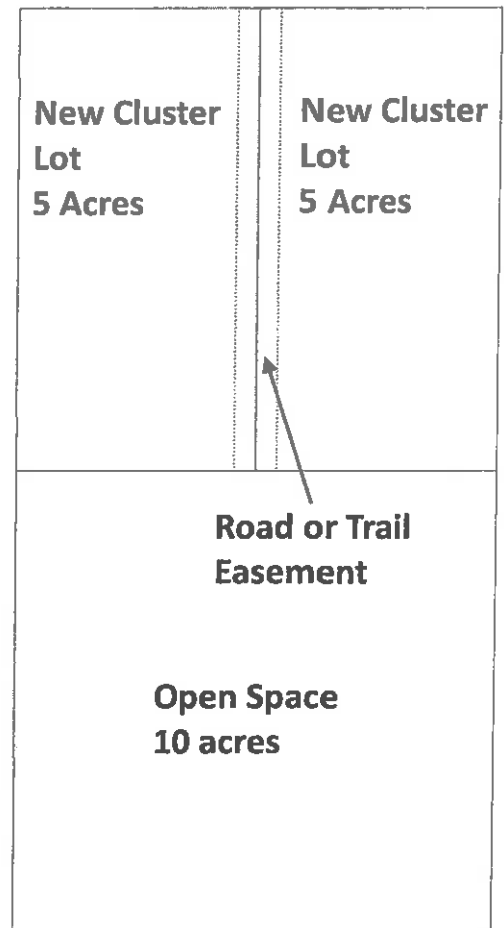 New Cluster
Lot
5 Acres
New Cluster
Lot
5 Acres
Road or Trail
Easement
Open Space
10 acres